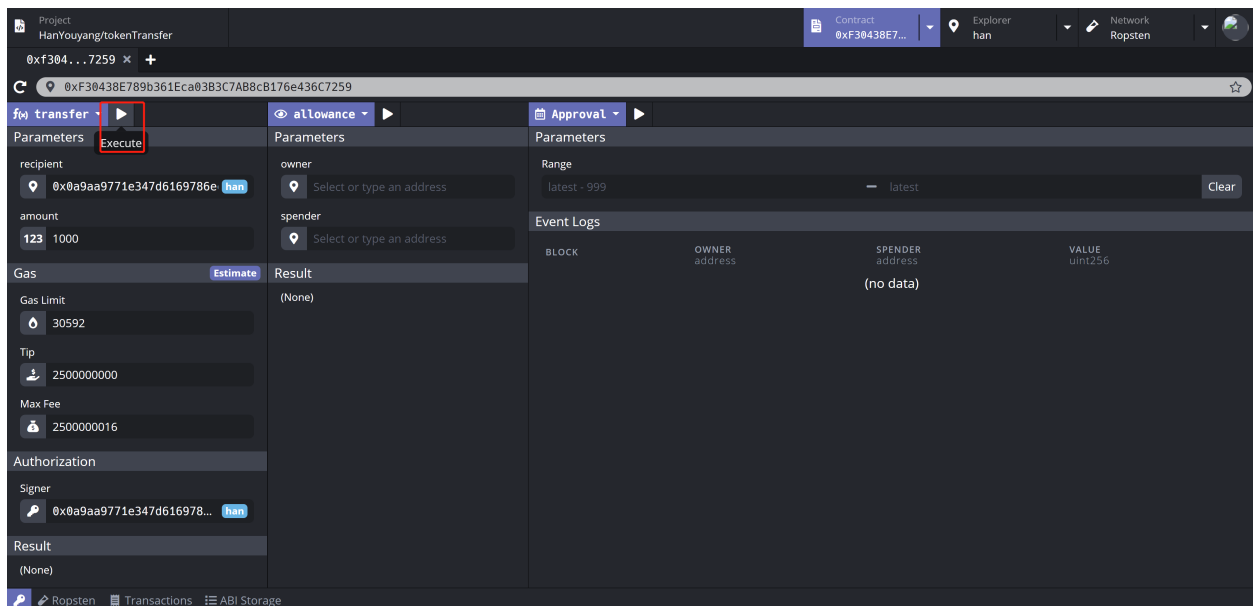 Project
HanYouyang/tokenTransfer
Contract
0xF30438E7...
Explorer
han
Network
Ropsten
0xf304...7259
0xF30438E789b361Eca03B3C7AB8cB176e436C7259
f(x) transfer
Execute
Parameters
recipient
0x0a9aa9771e347d6169786e han
amount
123 1000
Gas Estimate
Gas Limit
30592
Tip
2500000000
Max Fee
2500000016
Authorization
Signer
0x0a9aa9771e347d616978... han
Result
(None)
allowance
Parameters
owner
Select or type an address
spender
Select or type an address
Result
(None)
Approval
Parameters
Range
latest - 999 — latest Clear
Event Logs
BLOCK OWNER SPENDER VALUE
address address uint256
(no data)
Ropsten Transactions ABI Storage